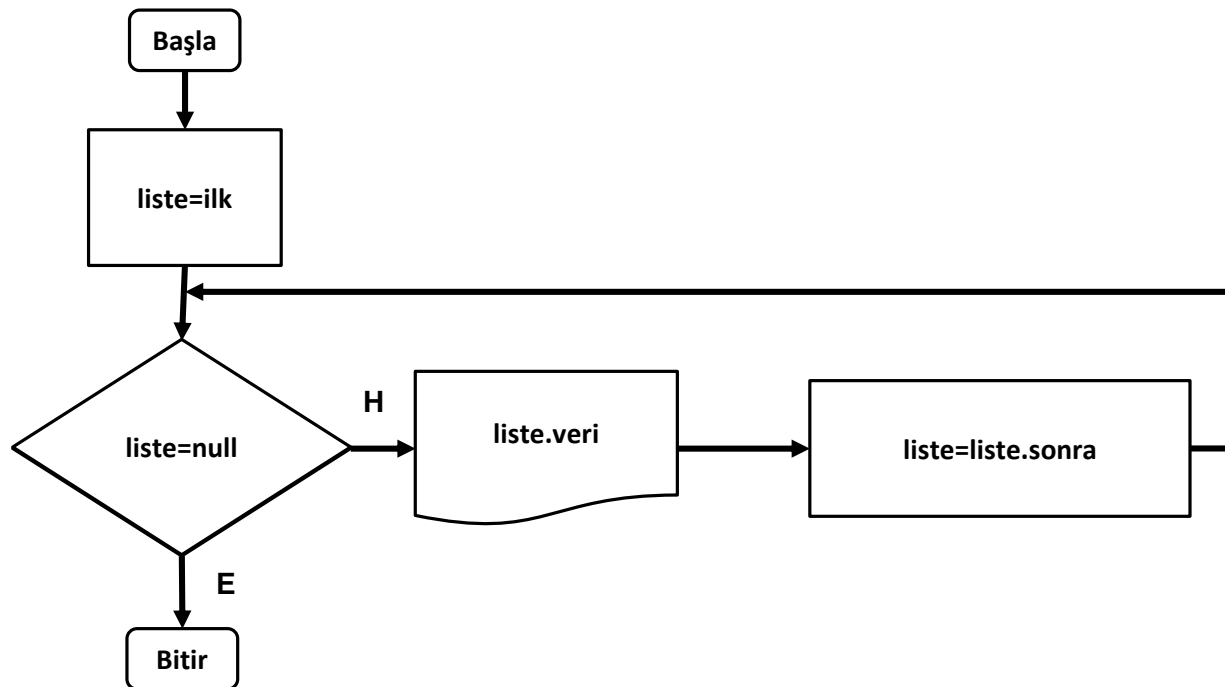 Başla
liste=ilk
liste=null
H
liste.veri
liste=liste.sonra
E
Bitir